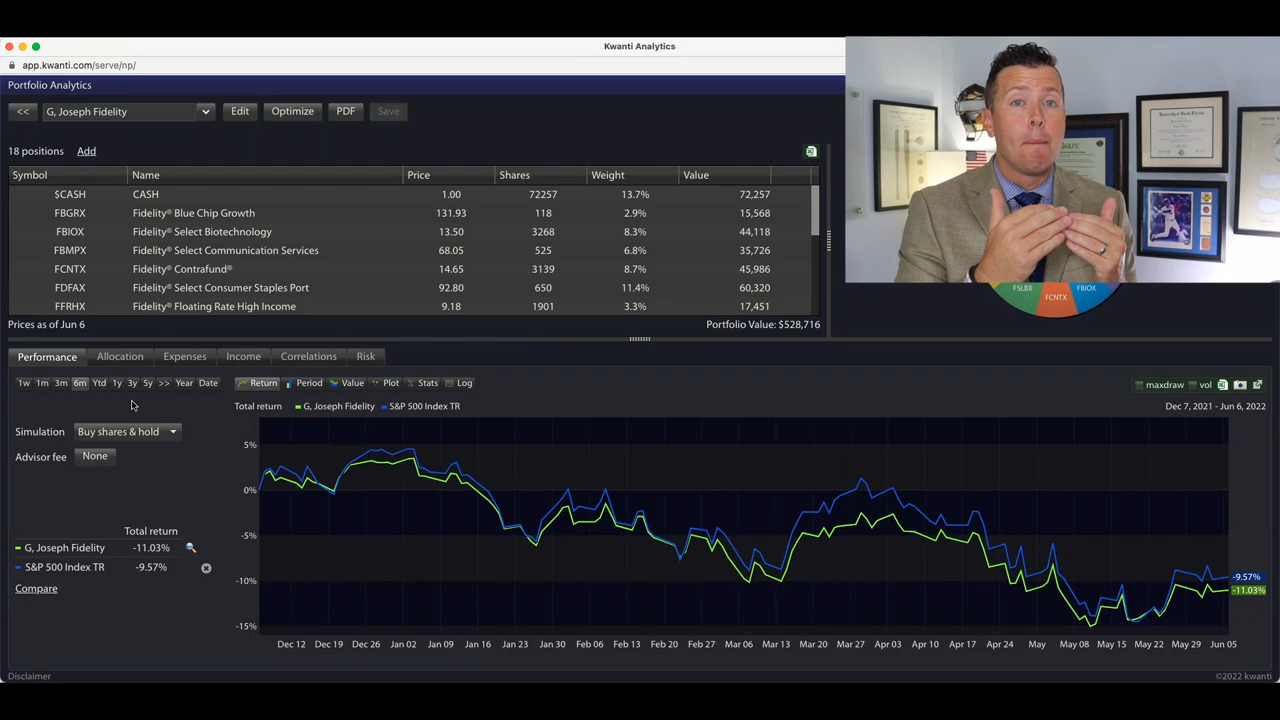 Kwanti Analytics
app.kwanti.com/serve/np/
Portfolio Analytics
<< G, Joseph Fidelity Edit Optimize PDF Save
18 positions Add
Symbol Name Price Shares Weight Value
$CASH CASH 1.00 72257 13.7% 72,257
FBGRX Fidelity® Blue Chip Growth 131.93 118 2.9% 15,568
FBIOX Fidelity® Select Biotechnology 13.50 3268 8.3% 44,118
FBMPX Fidelity® Select Communication Services 68.05 525 6.8% 35,726
FCNTX Fidelity® Contrafund® 14.65 3139 8.7% 45,986
FDFAX Fidelity® Select Consumer Staples Port 92.80 650 11.4% 60,320
FFRHX Fidelity® Floating Rate High Income 9.18 1901 3.3% 17,451
Prices as of Jun 6 Portfolio Value: $528,716
FSLBX FCNTX FBIOX
Performance Allocation Expenses Income Correlations Risk
1w 1m 3m 6m Ytd 1y 3y 5y >> Year Date Return Period Value Plot Stats Log maxdraw vol
Total return G, Joseph Fidelity S&P 500 Index TR Dec 7, 2021 - Jun 6, 2022
Simulation Buy shares & hold
Advisor fee None
Total return
G, Joseph Fidelity -11.03%
S&P 500 Index TR -9.57%
Compare
5%
0%
-5%
-10%
-15%
-9.57%
-11.03%
Dec 12 Dec 19 Dec 26 Jan 02 Jan 09 Jan 16 Jan 23 Jan 30 Feb 06 Feb 13 Feb 20 Feb 27 Mar 06 Mar 13 Mar 20 Mar 27 Apr 03 Apr 10 Apr 17 Apr 24 May May 08 May 15 May 22 May 29 Jun 05
Disclaimer ©2022 kwanti